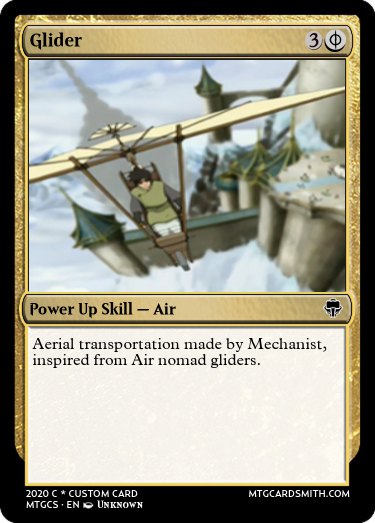 Glider 3
Power Up Skill — Air
Aerial transportation made by Mechanist,
inspired from Air nomad gliders.
2020 C * CUSTOM CARD
MTGCS · EN UNKNOWN
MTGCARDSMITH.COM